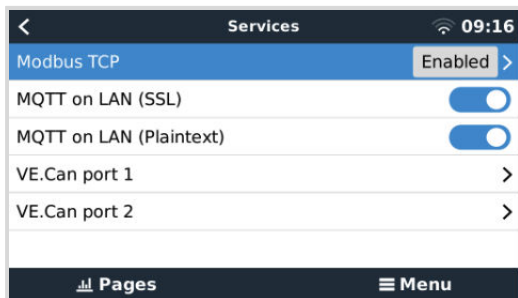 Services 09:16
Modbus TCP Enabled
MQTT on LAN (SSL)
MQTT on LAN (Plaintext)
VE.Can port 1
VE.Can port 2
Pages Menu